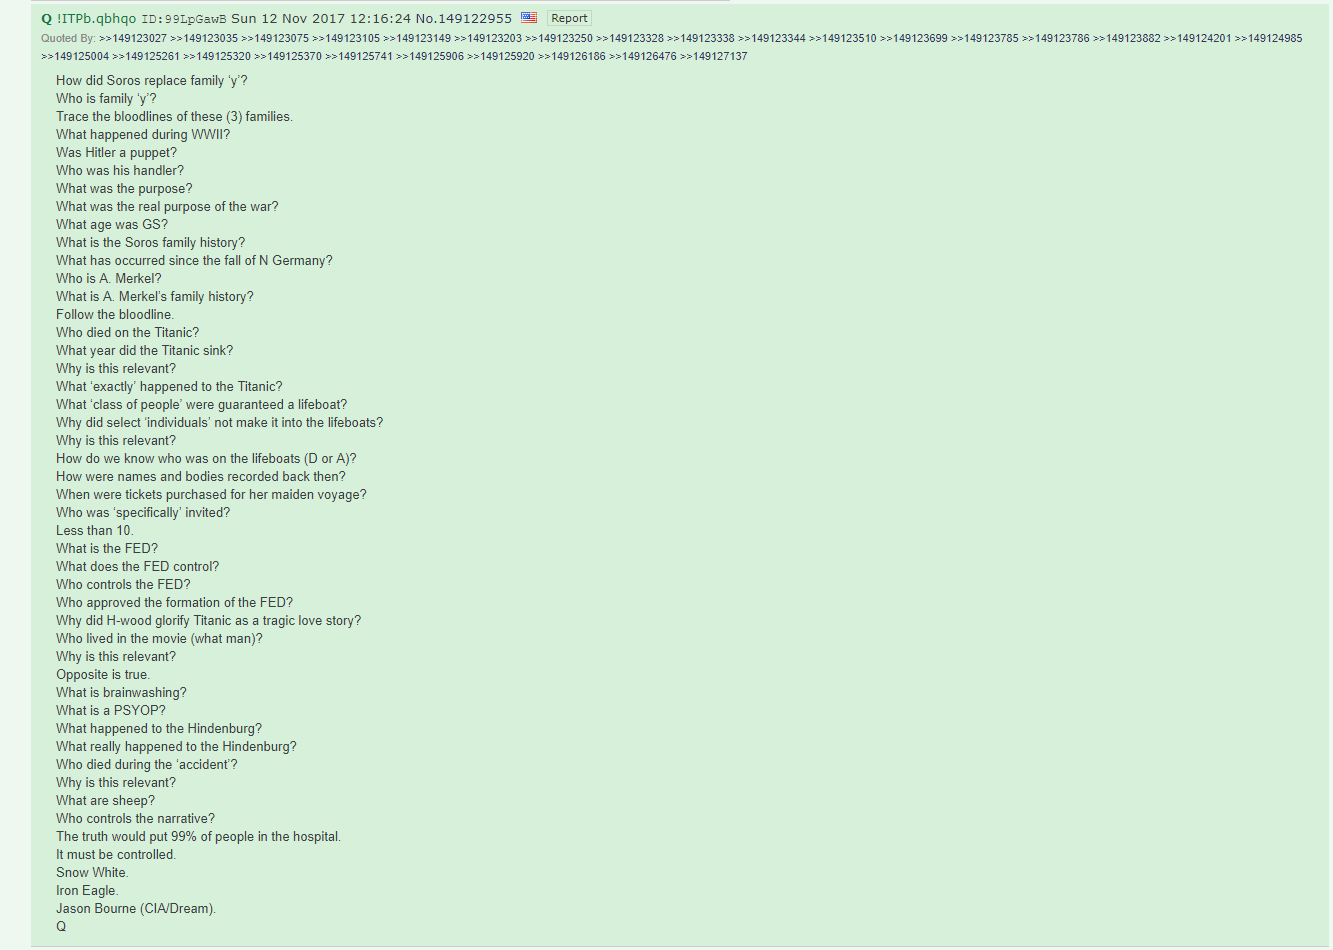 Q !ITPb.qbhqo ID:99LpGawB Sun 12 Nov 2017 12:16:24 No.149122955 Report
Quoted By: >>149123027 >>149123035 >>149123075 >>149123105 >>149123149 >>149123203 >>149123250 >>149123328 >>149123338 >>149123344 >>149123510 >>149123699 >>149123785 >>149123786 >>149123882 >>149124201 >>149124985
>>149125004 >>149125261 >>149125320 >>149125370 >>149125741 >>149125906 >>149125920 >>149126186 >>149126476 >>149127137
How did Soros replace family ‘y’?
Who is family ‘y’?
Trace the bloodlines of these (3) families.
What happened during WWII?
Was Hitler a puppet?
Who was his handler?
What was the purpose?
What was the real purpose of the war?
What age was GS?
What is the Soros family history?
What has occurred since the fall of N Germany?
Who is A. Merkel?
What is A. Merkel’s family history?
Follow the bloodline.
Who died on the Titanic?
What year did the Titanic sink?
Why is this relevant?
What ‘exactly’ happened to the Titanic?
What ‘class of people’ were guaranteed a lifeboat?
Why did select ‘individuals’ not make it into the lifeboats?
Why is this relevant?
How do we know who was on the lifeboats (D or A)?
How were names and bodies recorded back then?
When were tickets purchased for her maiden voyage?
Who was ‘specifically’ invited?
Less than 10.
What is the FED?
What does the FED control?
Who controls the FED?
Who approved the formation of the FED?
Why did H-wood glorify Titanic as a tragic love story?
Who lived in the movie (what man)?
Why is this relevant?
Opposite is true.
What is brainwashing?
What is a PSYOP?
What happened to the Hindenburg?
What really happened to the Hindenburg?
Who died during the ‘accident’?
Why is this relevant?
What are sheep?
Who controls the narrative?
The truth would put 99% of people in the hospital.
It must be controlled.
Snow White.
Iron Eagle.
Jason Bourne (CIA/Dream).
Q